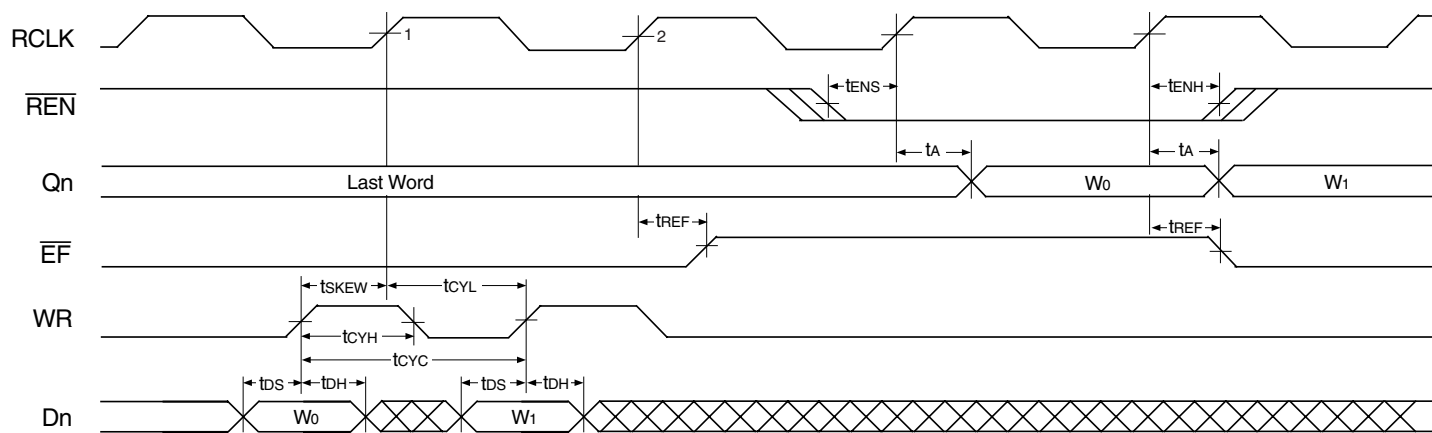 RCLK 1 2
REN tENS tENH
tA tA
Qn Last Word W0 W1
tREF tREF
EF
tSKEW tCYL
WR
tCYH
tCYC
tDS tDH tDS tDH
Dn W0 W1